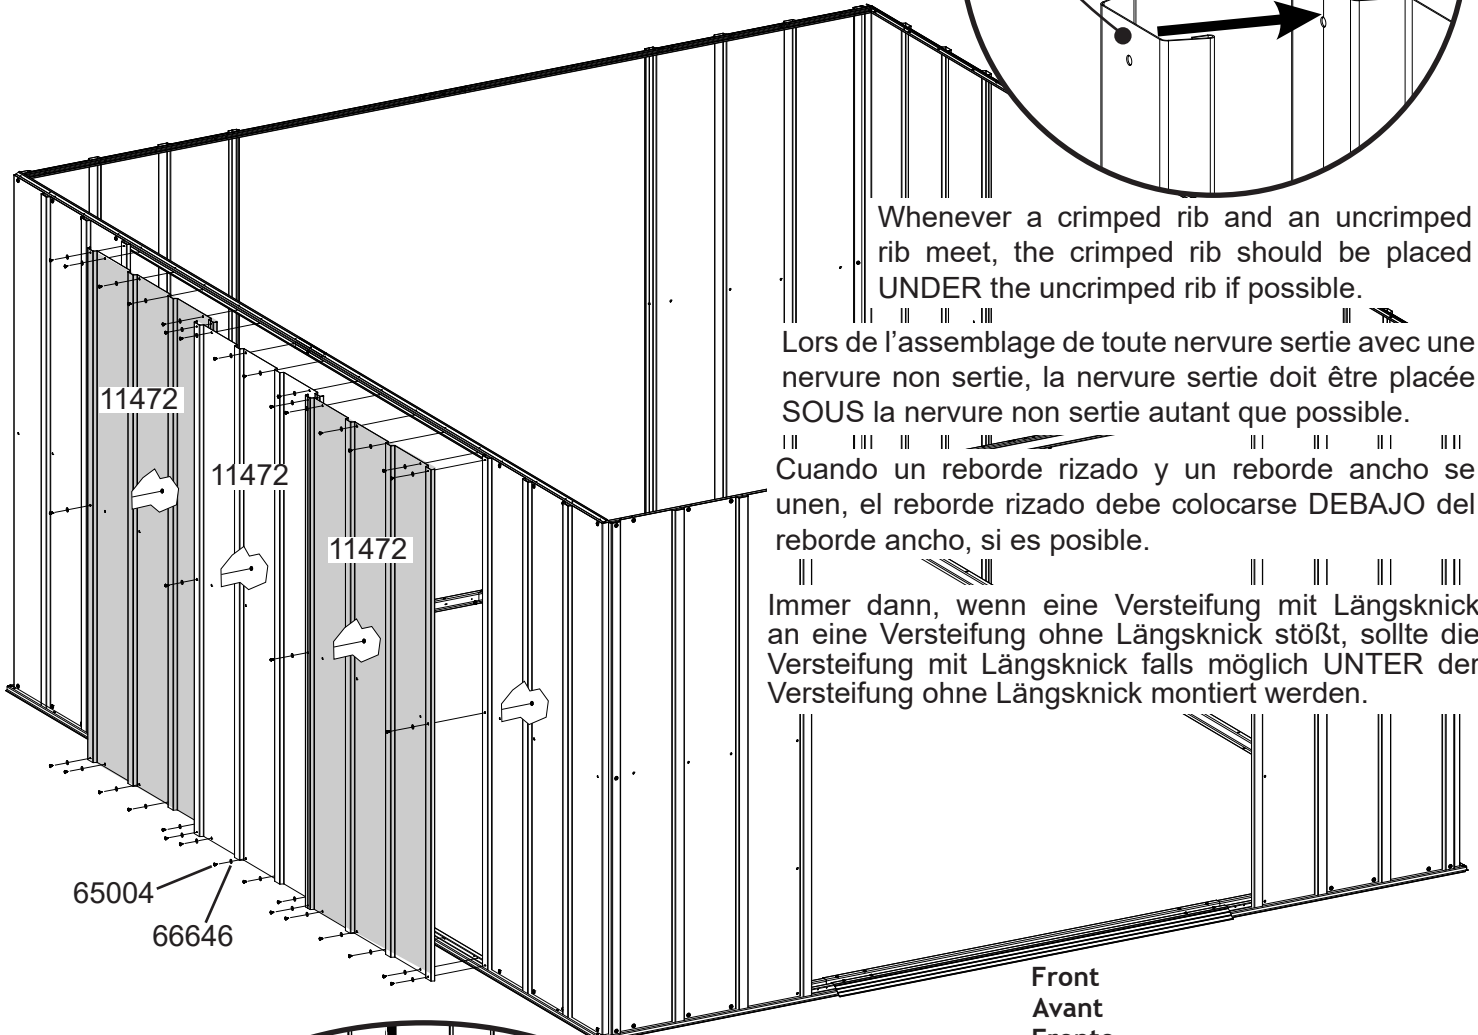 Whenever a crimped rib and an uncrimped
rib meet, the crimped rib should be placed
UNDER the uncrimped rib if possible.
Lors de l'assemblage de toute nervure sertie avec une
nervure non sertie, la nervure sertie doit être placée
SOUS la nervure non sertie autant que possible.
11472
11472
11472
Cuando un reborde rizado y un reborde ancho se
unen, el reborde rizado debe colocarse DEBAJO del
reborde ancho, si es posible.
Immer dann, wenn eine Versteifung mit Längsknick
an eine Versteifung ohne Längsknick stößt, sollte die
Versteifung mit Längsknick falls möglich UNTER der
Versteifung ohne Längsknick montiert werden.
65004
66646
Front
Avant